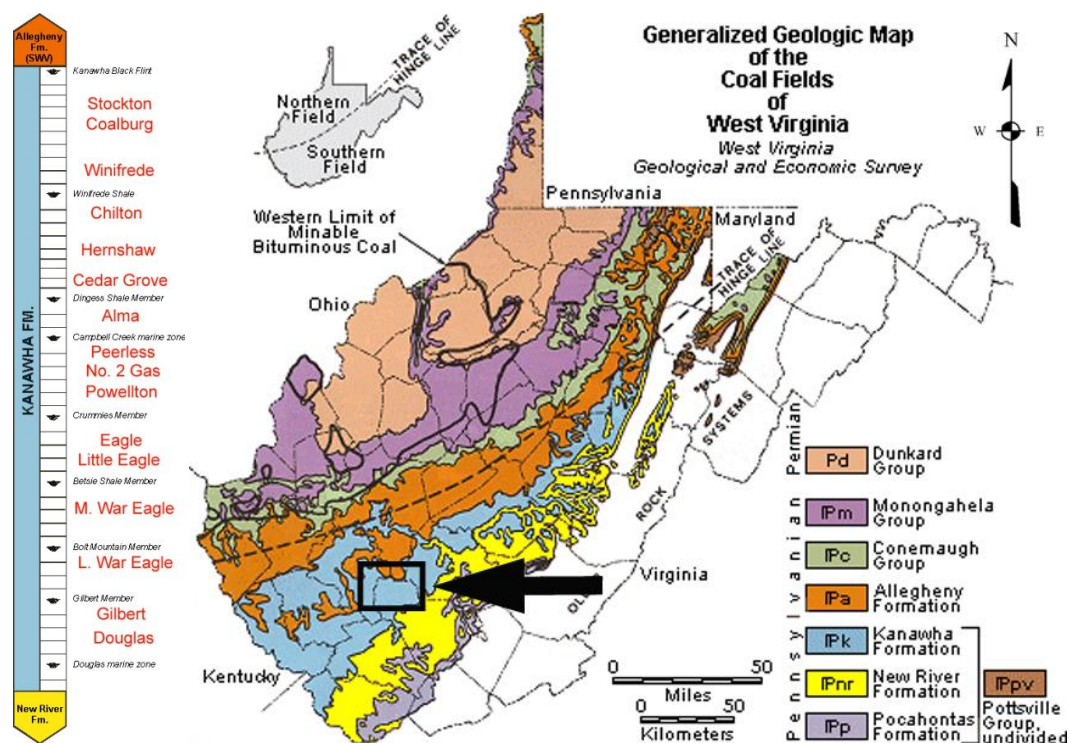 Allegheny
Fm.
(SWV)
Kanawha Black Flint
Stockton
Coalburg
Winifrede
Winifrede Shale
Chilton
Hernshaw
Cedar Grove
Dingess Shale Member
Alma
Campbell Creek marine zone
Peerless
No. 2 Gas
Powellton
Crummies Member
Eagle
Little Eagle
Betsie Shale Member
M. War Eagle
Bolt Mountain Member
L. War Eagle
Gilbert Member
Gilbert
Douglas
Douglas marine zone
KANAWHA FM.
New River
Fm.
TRACE OF
HINGE LINE
Northern
Field
Southern
Field
Generalized Geologic Map
of the
Coal Fields
of
West Virginia
West Virginia
Geological and Economic Survey
N
W
E
Pennsylvania
Maryland
Western Limit of
Minable
Bituminous Coal
TRACE OF
HINGE LINE
Ohio
OLDER
ROCK
SYSTEMS
Virginia
Kentucky
0 50
Miles
0 50
Kilometers
Permian
Pd Dunkard
Group
Pennsylvanian
IPm Monongahela
Group
IPc Conemaugh
Group
IPa Allegheny
Formation
IPk Kanawha
Formation
IPnr New River
Formation
IPp Pocahontas
Formation
IPpv
Pottsville
Group,
undivided